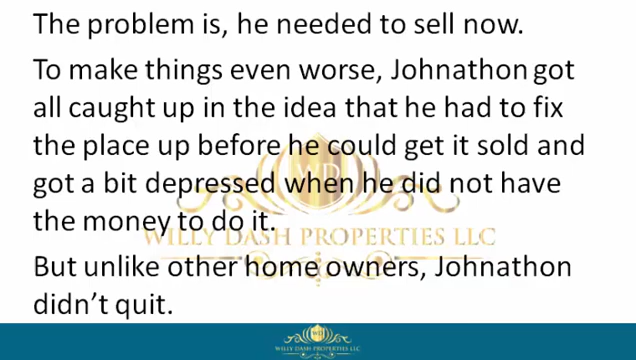 The problem is, he needed to sell now.
To make things even worse, Johnathon got
all caught up in the idea that he had to fix
the place up before he could get it sold and
got a bit depressed when he did not have
the money to do it.
WILLY DASH PROPERTIES LLC
But unlike other home owners, Johnathon
didn’t quit.
WILLY DASH PROPERTIES LLC